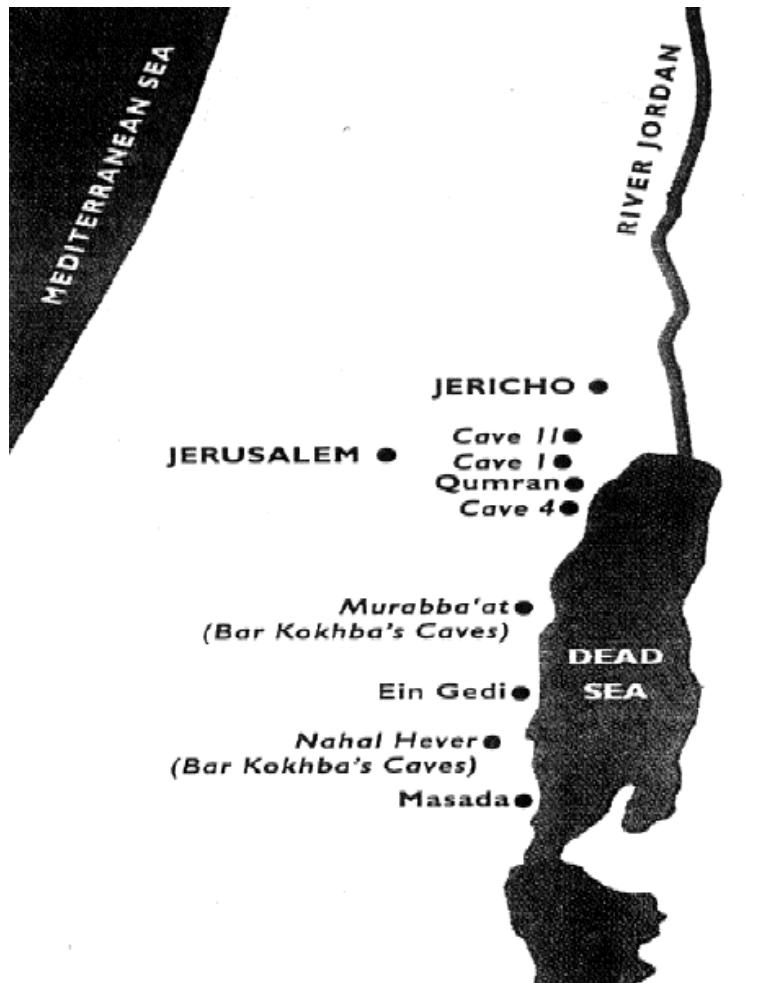 MEDITERRANEAN SEA
RIVER JORDAN
JERICHO
Cave 11
JERUSALEM
Cave 1
Qumran
Cave 4
Murabba'at
(Bar Kokhba's Caves)
DEAD
SEA
Ein Gedi
Nahal Hever
(Bar Kokhba's Caves)
Masada